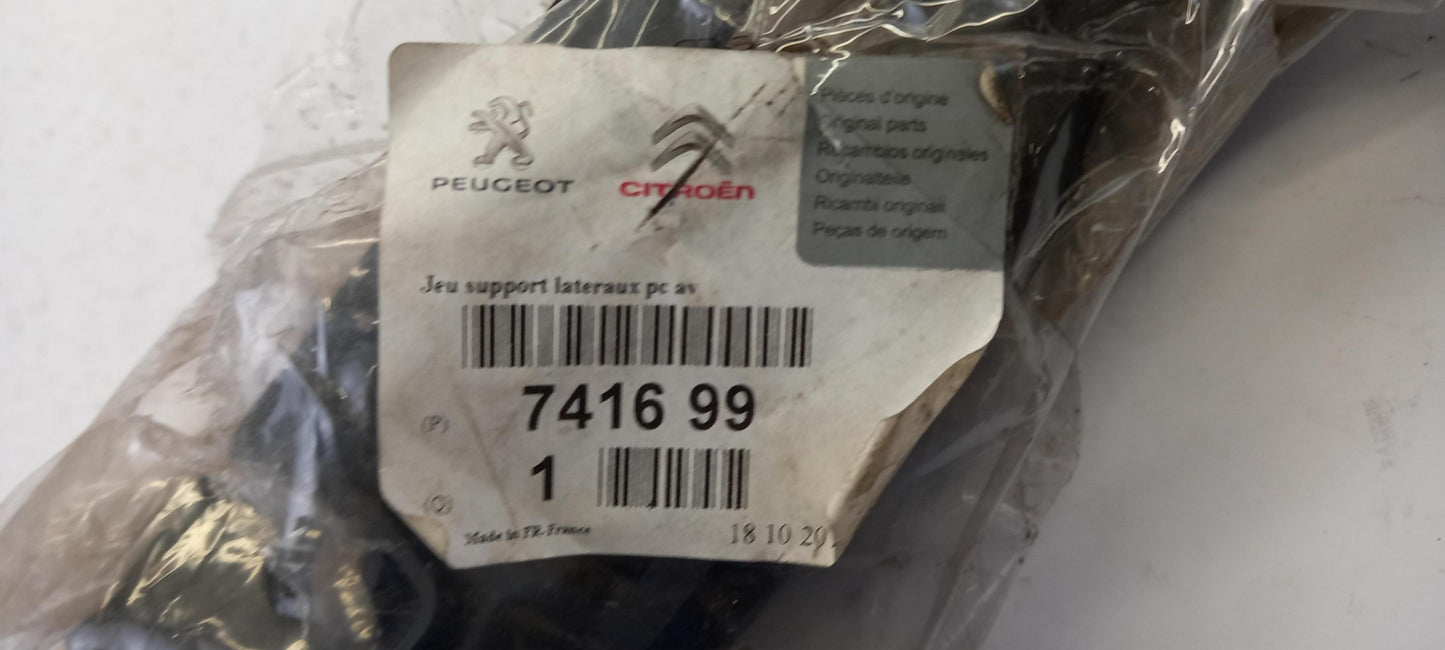 PEUGEOT
CITROËN
Pièces d'origine
Original parts
Recambios originales
Originalteile
Ricambi originali
Peças de origem
Jeu support lateraux pc av
(P) 7416 99
(Q) 1
Made in FR-France
18 10 20